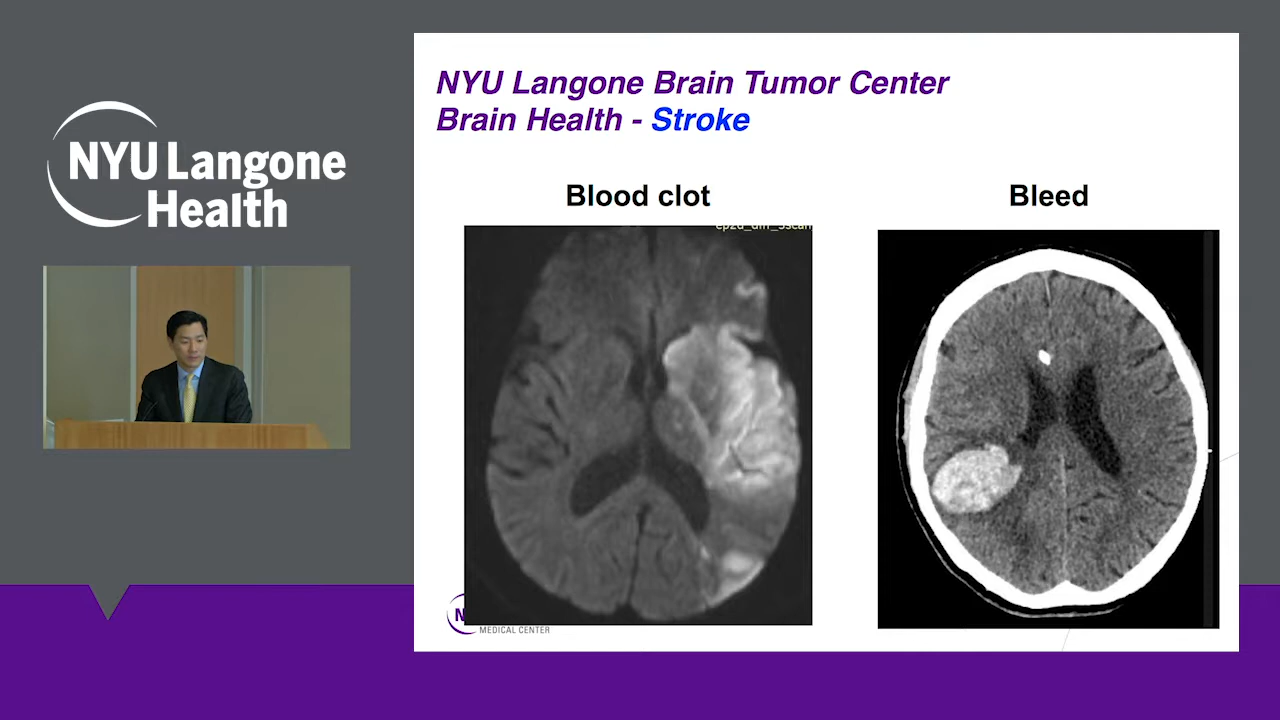 NYU Langone
Health
NYU Langone Brain Tumor Center
Brain Health - Stroke
Blood clot
Bleed
MEDICAL CENTER